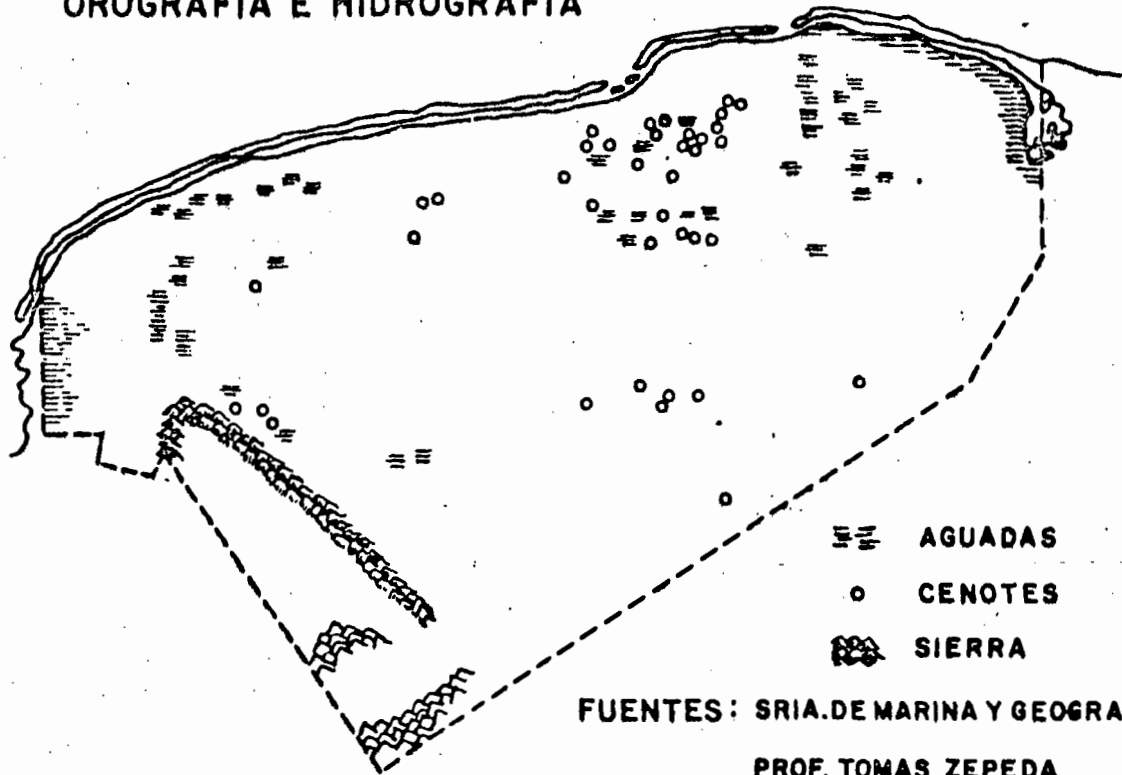 OROGRAFIA E HIDROGRAFIA
AGUADAS
CENOTES
SIERRA
FUENTES: SRIA. DE MARINA Y GEOGRA
PROF. TOMAS ZEPEDA